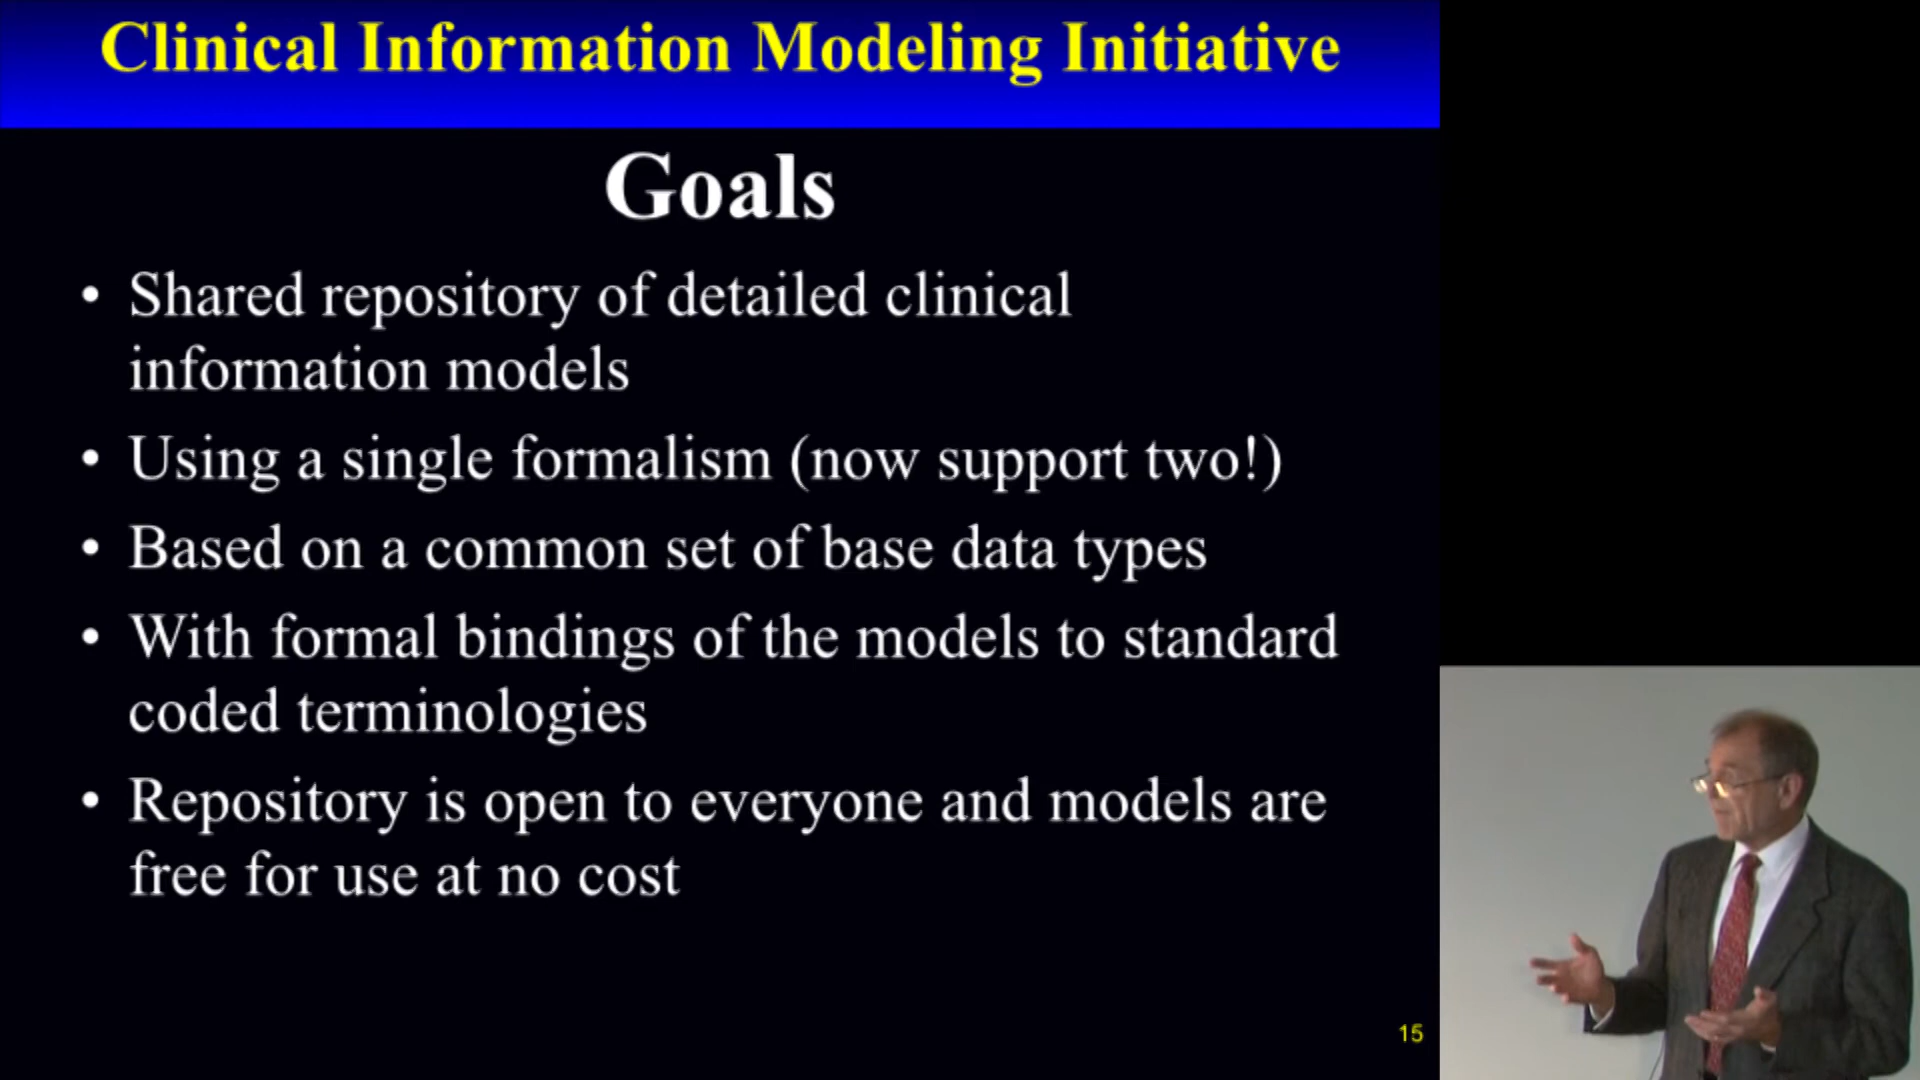 Clinical Information Modeling Initiative
Goals
• Shared repository of detailed clinical
information models
• Using a single formalism (now support two!)
• Based on a common set of base data types
• With formal bindings of the models to standard
coded terminologies
• Repository is open to everyone and models are
free for use at no cost
15